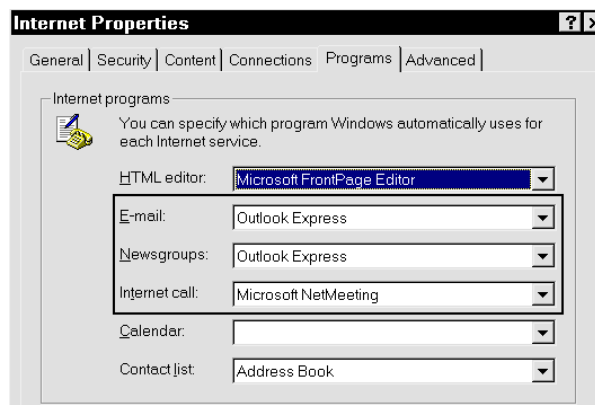 Internet Properties
? ×
General Security Content Connections Programs Advanced
Internet programs
You can specify which program Windows automatically uses for
each Internet service.
HTML editor: Microsoft FrontPage Editor
E-mail: Outlook Express
Newsgroups: Outlook Express
Internet call: Microsoft NetMeeting
Calendar:
Contact list: Address Book